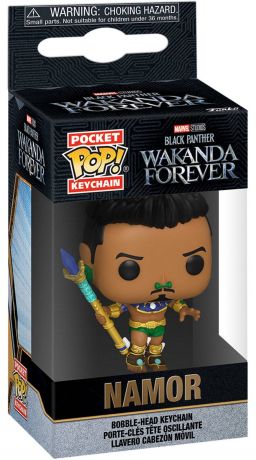 WARNING: CHOKING HAZARD.
Small parts. Not suitable for children under 36 months.
POCKET
POP!
KEYCHAIN
MARVEL STUDIOS
BLACK PANTHER
WAKANDA
FOREVER
NAMOR
BOBBLE-HEAD KEYCHAIN
PORTE-CLÉS TÊTE OSCILLANTE
LLAVERO CABEZÓN MÓVIL